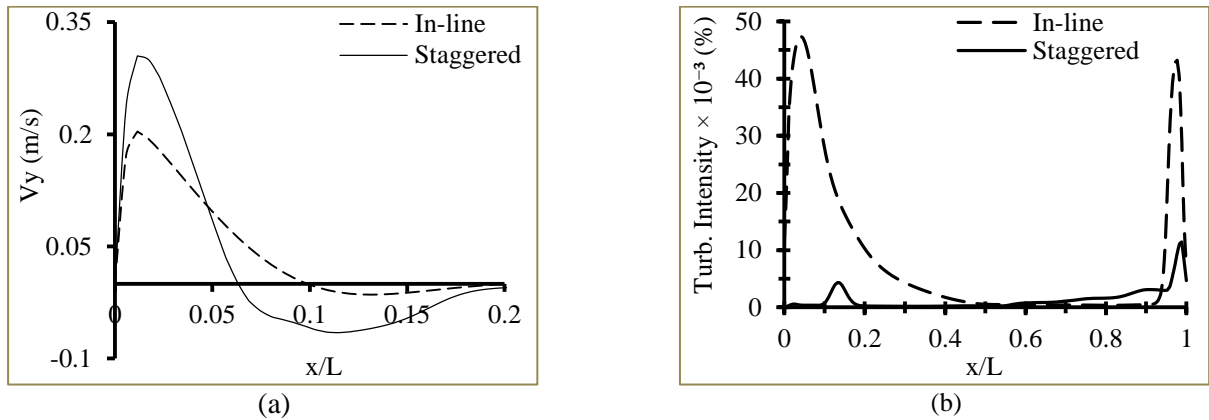 0.35
0.2
0.05
-0.1
Vy (m/s)
In-line
Staggered
0 0.05 0.1 0.15 0.2
x/L
(a)
50
40
30
20
10
0
Turb. Intensity × 10⁻³ (%)
In-line
Staggered
0 0.2 0.4 0.6 0.8 1
x/L
(b)